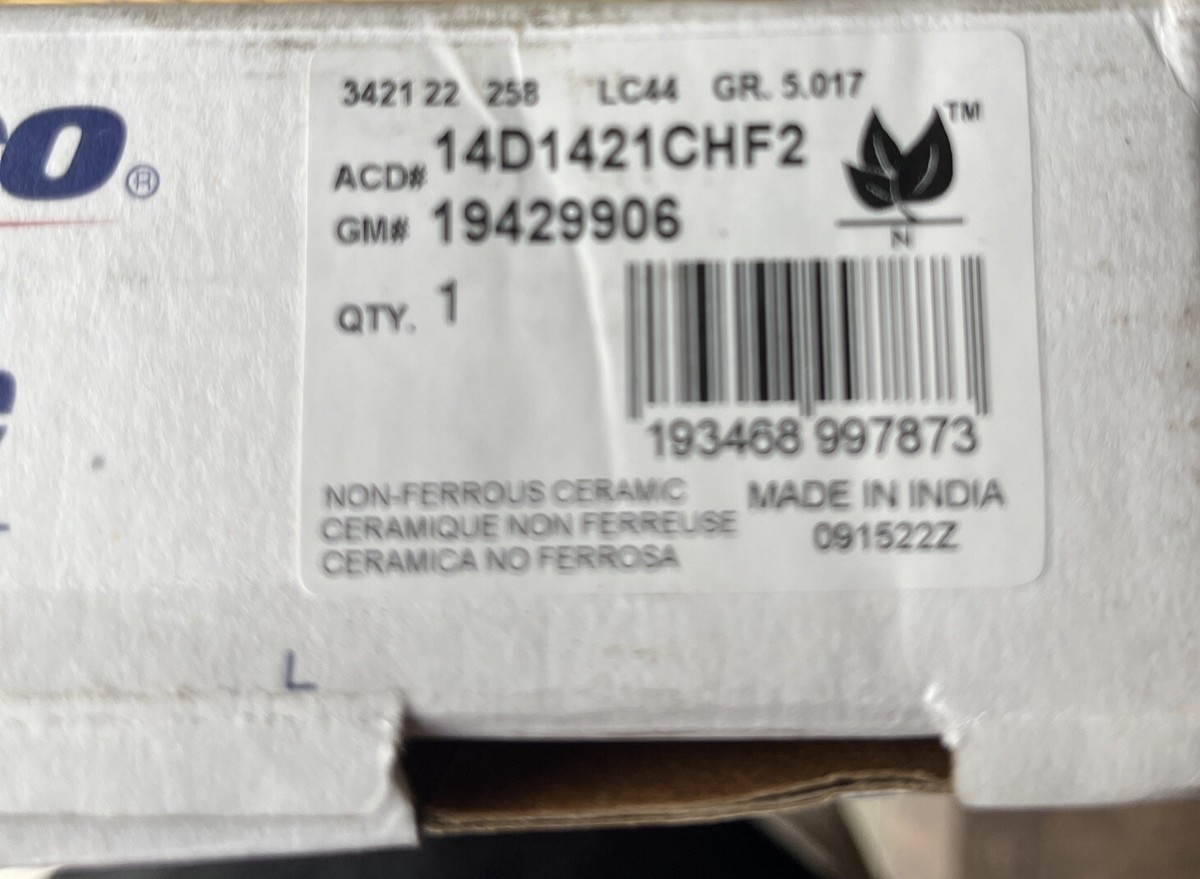 o®
3421 22 258 LC44 GR. 5.017
ACD# 14D1421CHF2
TM
GM# 19429906
N
QTY. 1
193468 997873
NON-FERROUS CERAMIC
CERAMIQUE NON FERREUSE
CERAMICA NO FERROSA
MADE IN INDIA
091522Z
L